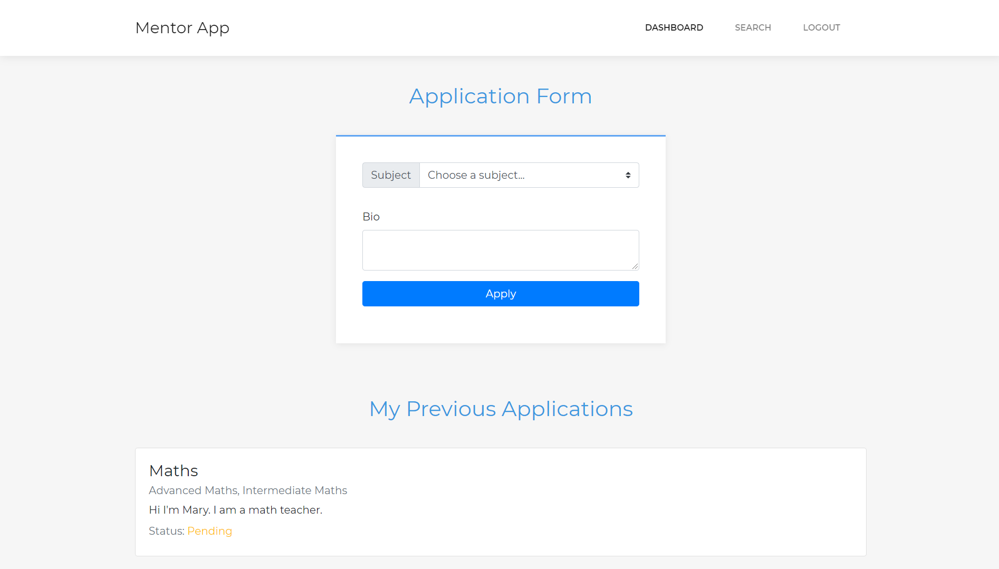 Mentor App
DASHBOARD SEARCH LOGOUT
Application Form
Subject Choose a subject...
Bio
Apply
My Previous Applications
Maths
Advanced Maths, Intermediate Maths
Hi I'm Mary. I am a math teacher.
Status: Pending